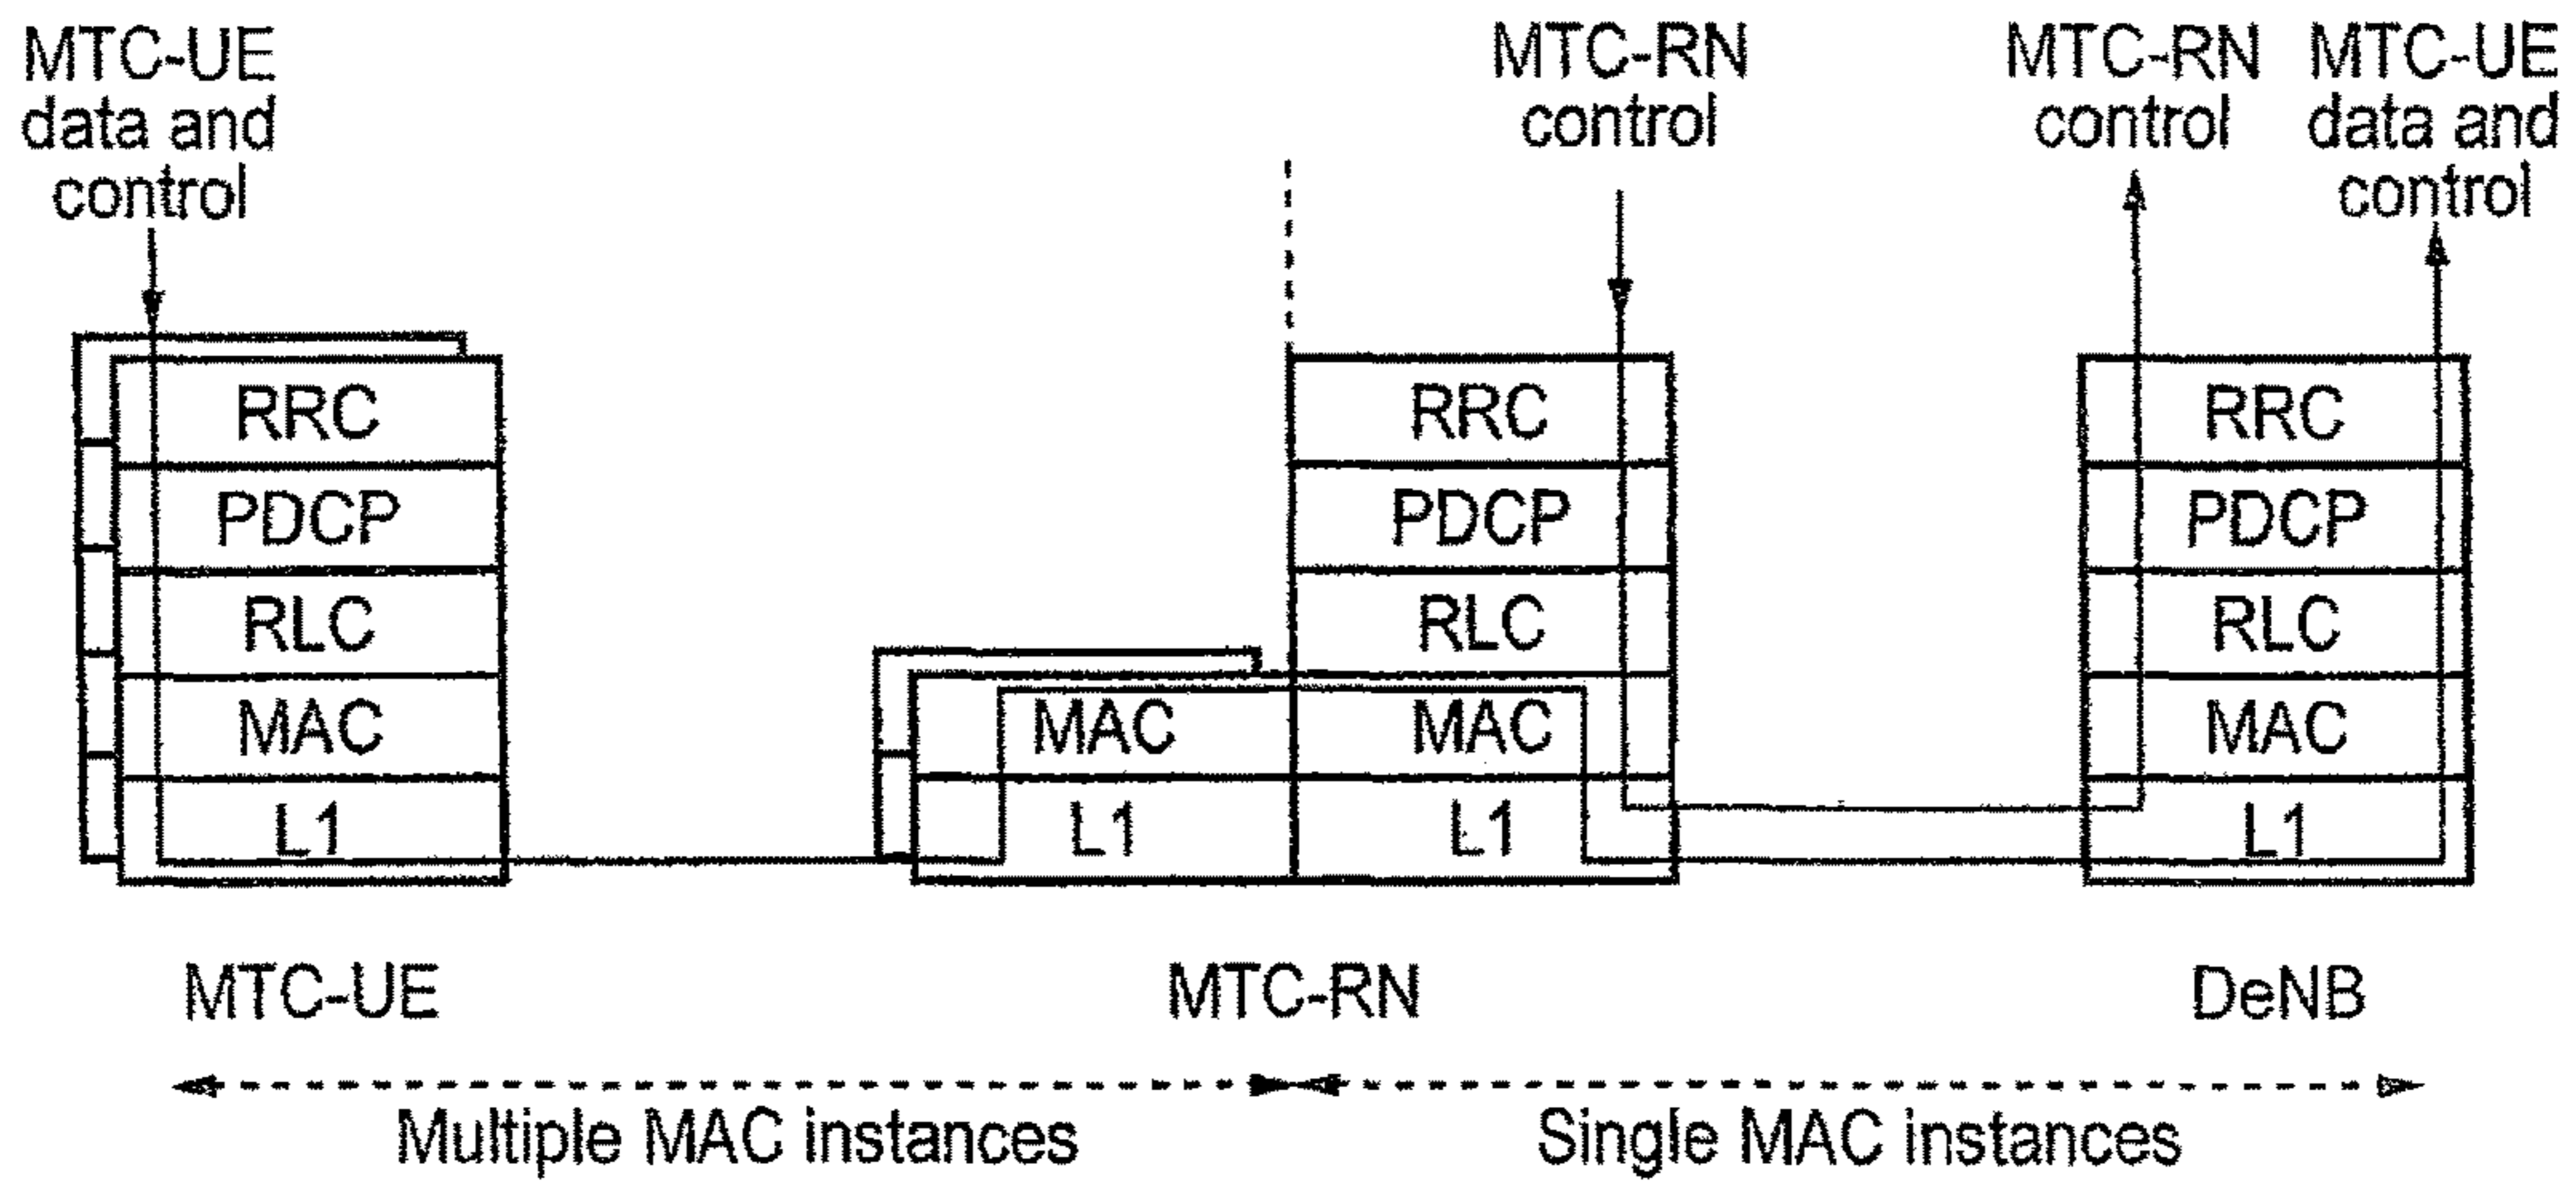 MTC-UE
data and
control
MTC-RN
control
MTC-RN
control
MTC-UE
data and
control
RRC
PDCP
RLC
MAC
L1
MAC
L1
RRC
PDCP
RLC
MAC
L1
RRC
PDCP
RLC
MAC
L1
MTC-UE
MTC-RN
DeNB
Multiple MAC instances
Single MAC instances